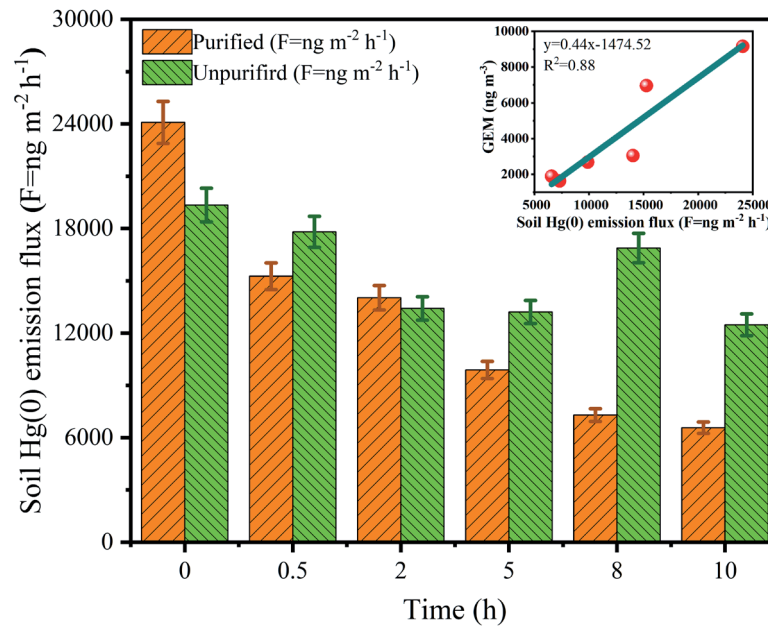 30000
24000
18000
12000
6000
0
Soil Hg(0) emission flux (F=ng m⁻² h⁻¹)
Purified (F=ng m⁻² h⁻¹)
Unpurifird (F=ng m⁻² h⁻¹)
y=0.44x-1474.52
R²=0.88
10000
8000
6000
4000
2000
GEM (ng m⁻³)
5000 10000 15000 20000 25000
Soil Hg(0) emission flux (F=ng m⁻² h⁻¹)
0 0.5 2 5 8 10
Time (h)